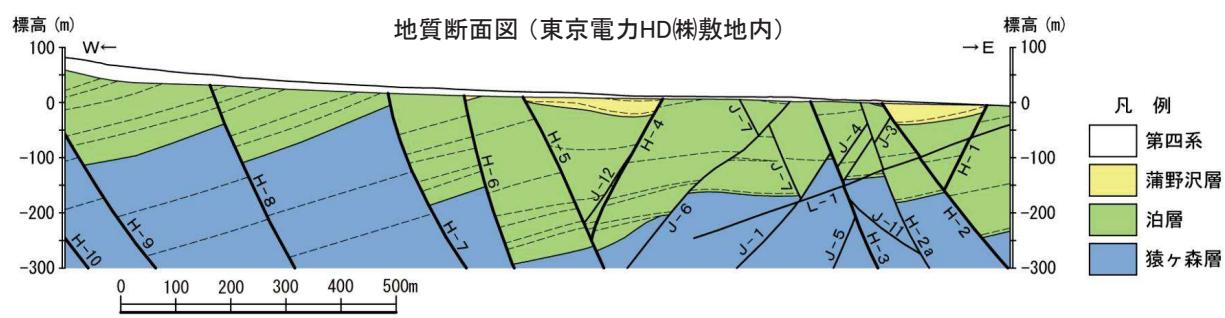 地質断面図（東京電力HD㈱敷地内）
標高(m)
W←
→E
標高(m)
100
0
-100
-200
-300
100
0
-100
-200
-300
H-10
H-9
H-8
H-7
H-6
H-5
J-12
H-4
J-6
J-7
J-7
J-1
L-1
J-5
J-4
J-3
J-11
H-3
H-2a
H-2
H-1
0 100 200 300 400 500m
凡 例
第四系
蒲野沢層
泊層
猿ヶ森層